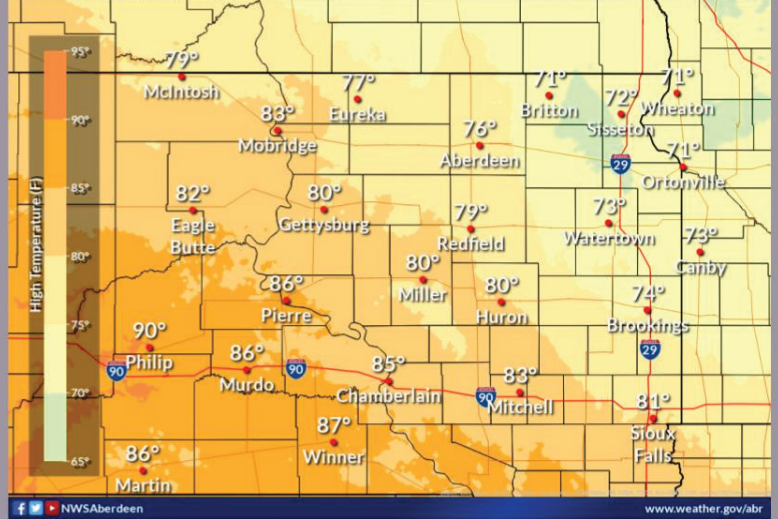 95°
90°
85°
80°
75°
70°
65°
High Temperature (F)
79°
McIntosh
77°
Eureka
83°
Mobridge
76°
Aberdeen
71°
Britton
72°
Sisseton
71°
Wheaton
29
71°
Ortonville
82°
Eagle
Butte
80°
Gettysburg
79°
Redfield
73°
Watertown
73°
Canby
86°
Pierre
80°
Miller
80°
Huron
74°
Brookings
29
90°
Philip
90
86°
Murdo
90
85°
Chamberlain
83°
Mitchell
90
81°
Sioux
Falls
87°
Winner
86°
Martin
NWSAberdeen
www.weather.gov/abr